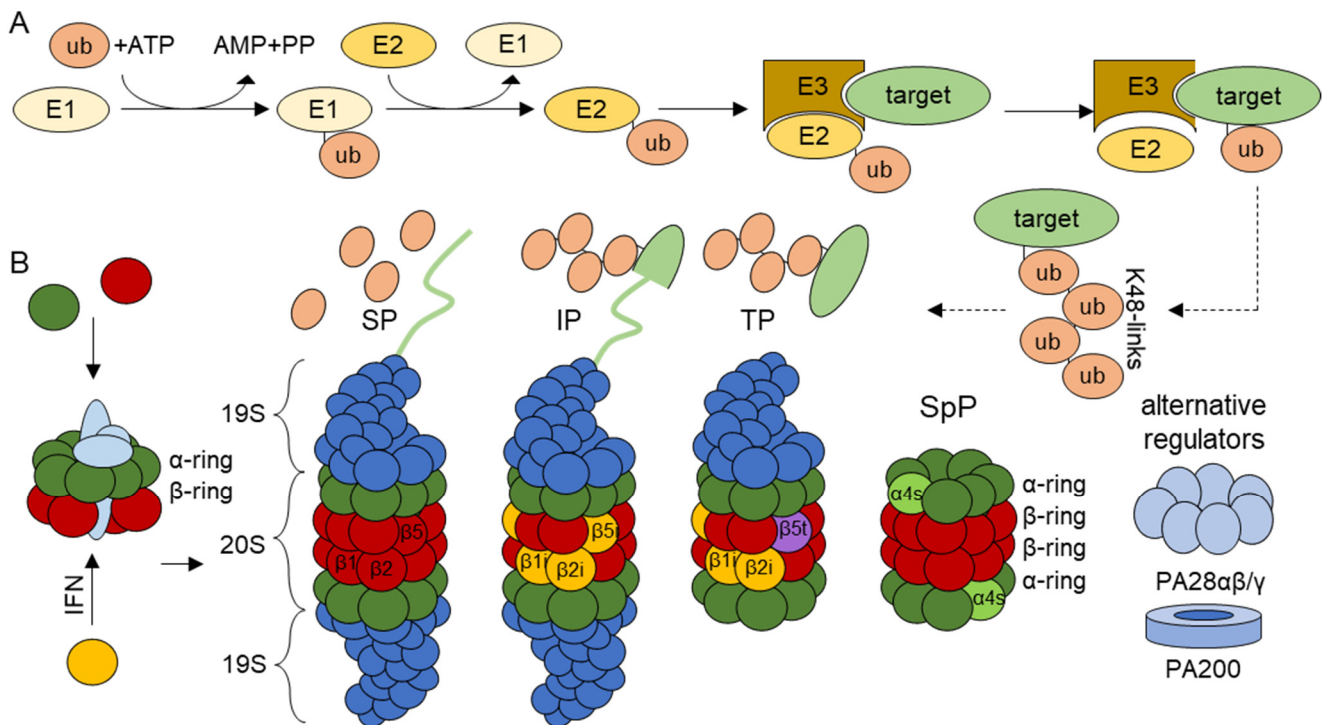 A
ub +ATP
AMP+PP
E2
E1
E1
E1
ub
E2
ub
E3
target
E2
ub
E3
target
E2
ub
target
ub
ub
ub
ub
K48-links
B
SP
IP
TP
19S
20S
19S
α-ring
β-ring
IFN
β5
β1
β2
β5i
β1i
β2i
β5t
β1i
β2i
SpP
α4s
α4s
α-ring
β-ring
β-ring
α-ring
alternative
regulators
PA28αβ/γ
PA200